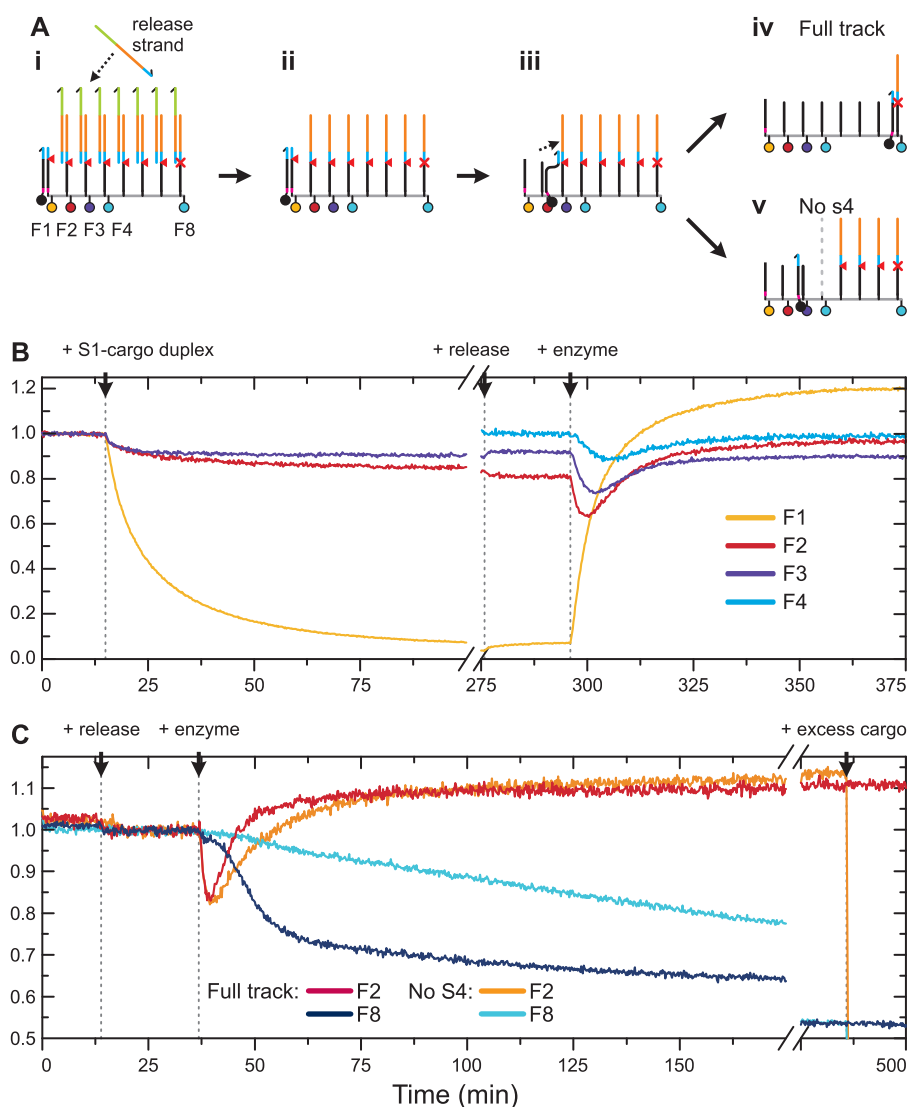 A
release
strand
i
ii
iii
iv
Full track
F1
F2
F3
F4
F8
v
No s4
B
+ S1-cargo duplex
+ release
+ enzyme
1.2
1.0
0.8
0.6
0.4
0.2
0.0
F1
F2
F3
F4
0
25
50
75
275
300
325
350
375
C
+ release
+ enzyme
+ excess cargo
1.1
1.0
0.9
0.8
0.7
0.6
0.5
Full track:
F2
No S4:
F2
F8
F8
0
25
50
75
100
125
150
500
Time (min)